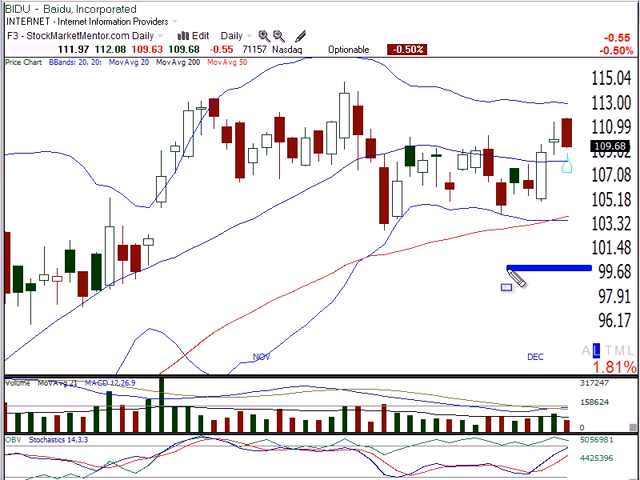 BIDU - Baidu, Incorporated
INTERNET - Internet Information Providers
F3 - StockMarketMentor.com Daily Edit Daily
-0.55
111.97 112.08 109.63 109.68 -0.55 71157 Nasdaq Optionable -0.50%
-0.50%
Price Chart BBands: 20, 20; MovAvg 20 MovAvg 200 MovAvg 50
115.04
113.00
110.99
109.68
107.08
105.18
103.32
101.48
99.68
97.91
96.17
NOV DEC
A L T M L
1.81%
Volume MovAvg 21 MACD 12,26,9
317247
158624
0
OBV Stochastics 14,3,3
5056981
4425396